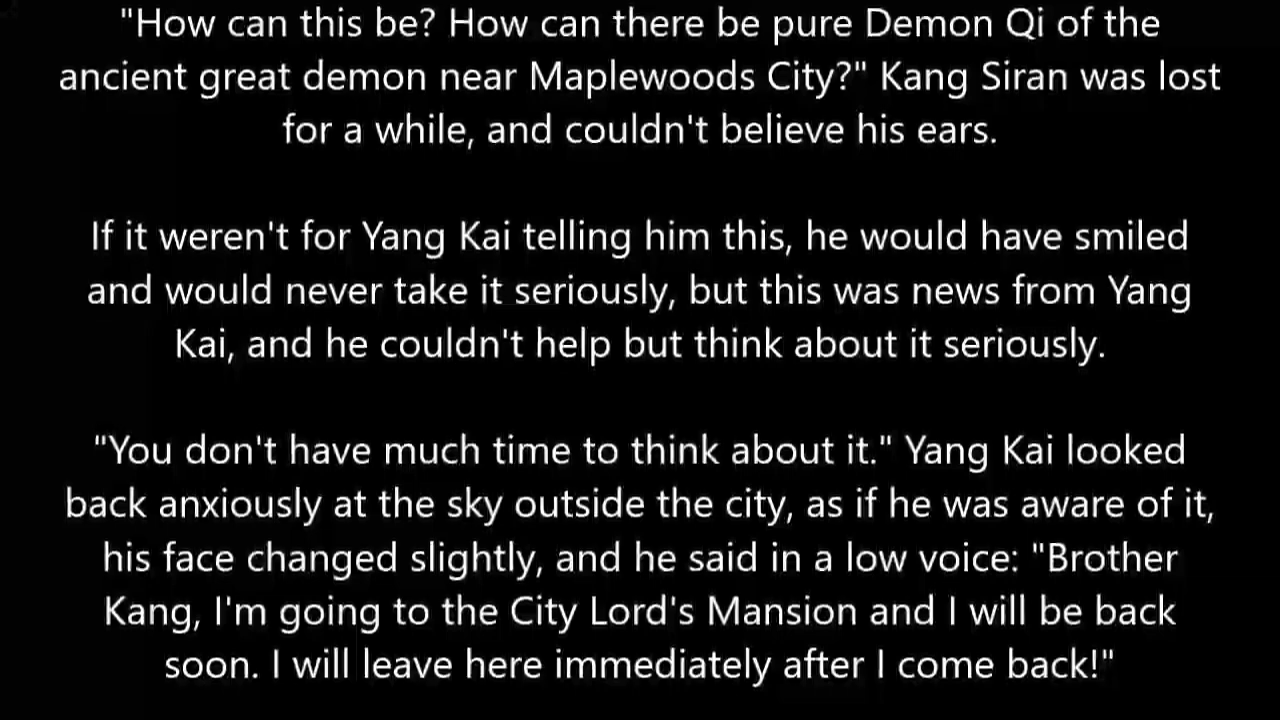 "How can this be? How can there be pure Demon Qi of the
ancient great demon near Maplewoods City?" Kang Siran was lost
for a while, and couldn't believe his ears.
If it weren't for Yang Kai telling him this, he would have smiled
and would never take it seriously, but this was news from Yang
Kai, and he couldn't help but think about it seriously.
"You don't have much time to think about it." Yang Kai looked
back anxiously at the sky outside the city, as if he was aware of it,
his face changed slightly, and he said in a low voice: "Brother
Kang, I'm going to the City Lord's Mansion and I will be back
soon. I will leave here immediately after I come back!"